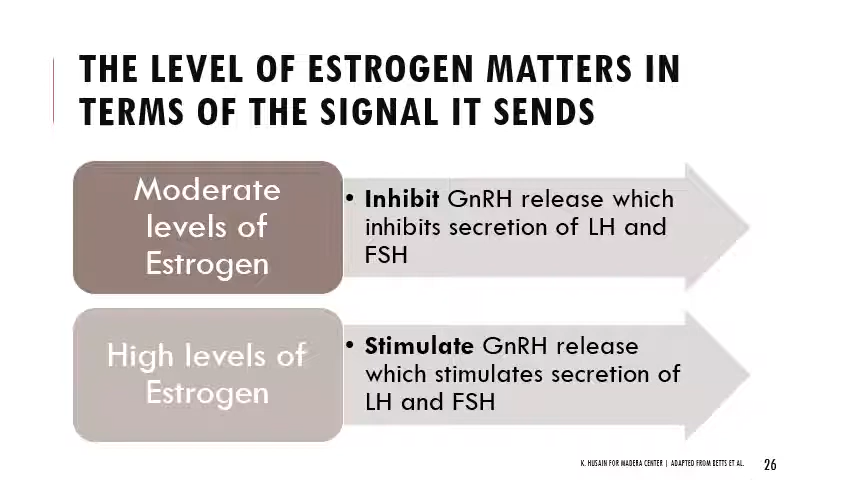 THE LEVEL OF ESTROGEN MATTERS IN
TERMS OF THE SIGNAL IT SENDS
Moderate
levels of
Estrogen
• Inhibit GnRH release which
inhibits secretion of LH and
FSH
High levels of
Estrogen
• Stimulate GnRH release
which stimulates secretion of
LH and FSH
K. HUSAIN FOR MADERA CENTER | ADAPTED FROM BETTS ET AL.
26